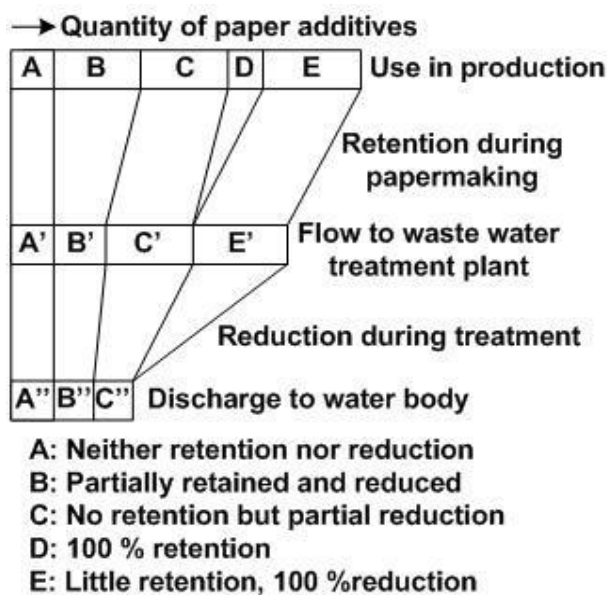 Quantity of paper additives
A B C D E Use in production
Retention during
papermaking
A' B' C' E' Flow to waste water
treatment plant
Reduction during treatment
A'' B'' C'' Discharge to water body
A: Neither retention nor reduction
B: Partially retained and reduced
C: No retention but partial reduction
D: 100 % retention
E: Little retention, 100 %reduction